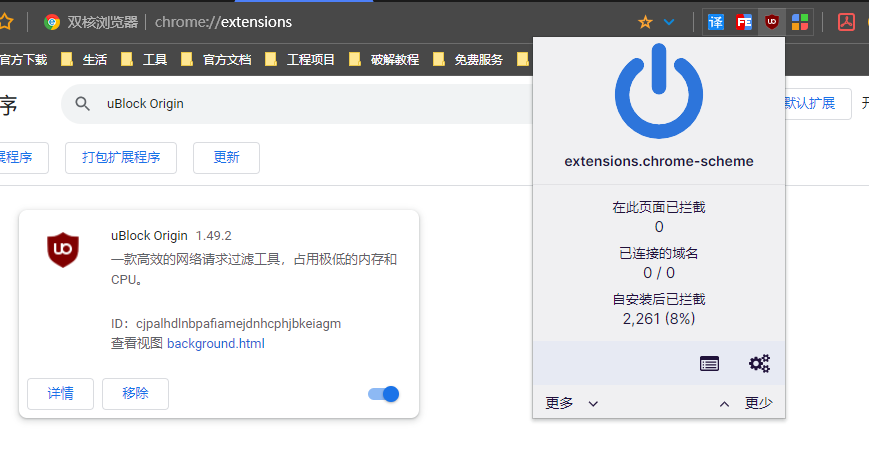 双核浏览器 | chrome://extensions
译
官方下载 生活 工具 官方文档 工程项目 破解教程 免费服务
序
uBlock Origin
默认扩展
展程序 打包扩展程序 更新
uBlock Origin 1.49.2
一款高效的网络请求过滤工具，占用极低的内存和
CPU。
ID：cjpalhdlnbpafiamejdnhcphjbkeiagm
查看视图 background.html
详情 移除
extensions.chrome-scheme
在此页面已拦截
0
已连接的域名
0 / 0
自安装后已拦截
2,261 (8%)
更多 更少